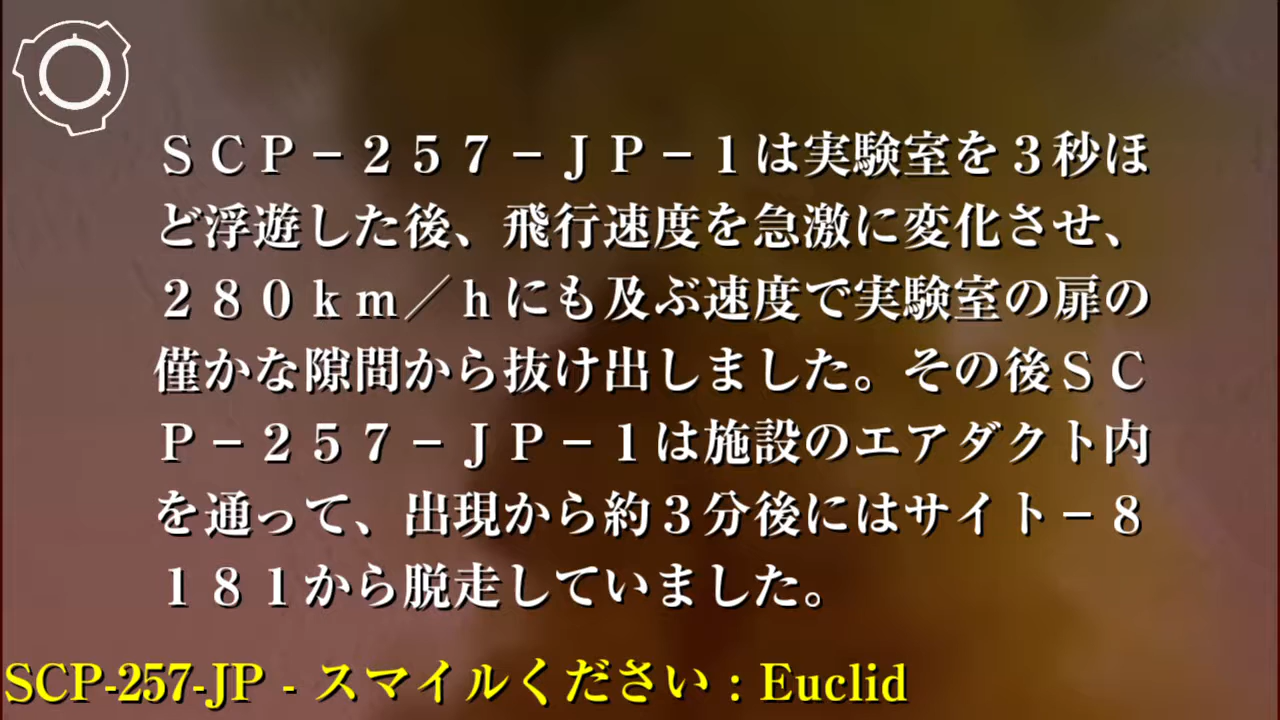 ＳＣＰ－２５７－ＪＰ－１は実験室を３秒ほ
ど浮遊した後、飛行速度を急激に変化させ、
２８０ｋｍ／ｈにも及ぶ速度で実験室の扉の
僅かな隙間から抜け出しました。その後ＳＣ
Ｐ－２５７－ＪＰ－１は施設のエアダクト内
を通って、出現から約３分後にはサイト－８
１８１から脱走していました。
SCP-257-JP - スマイルください : Euclid